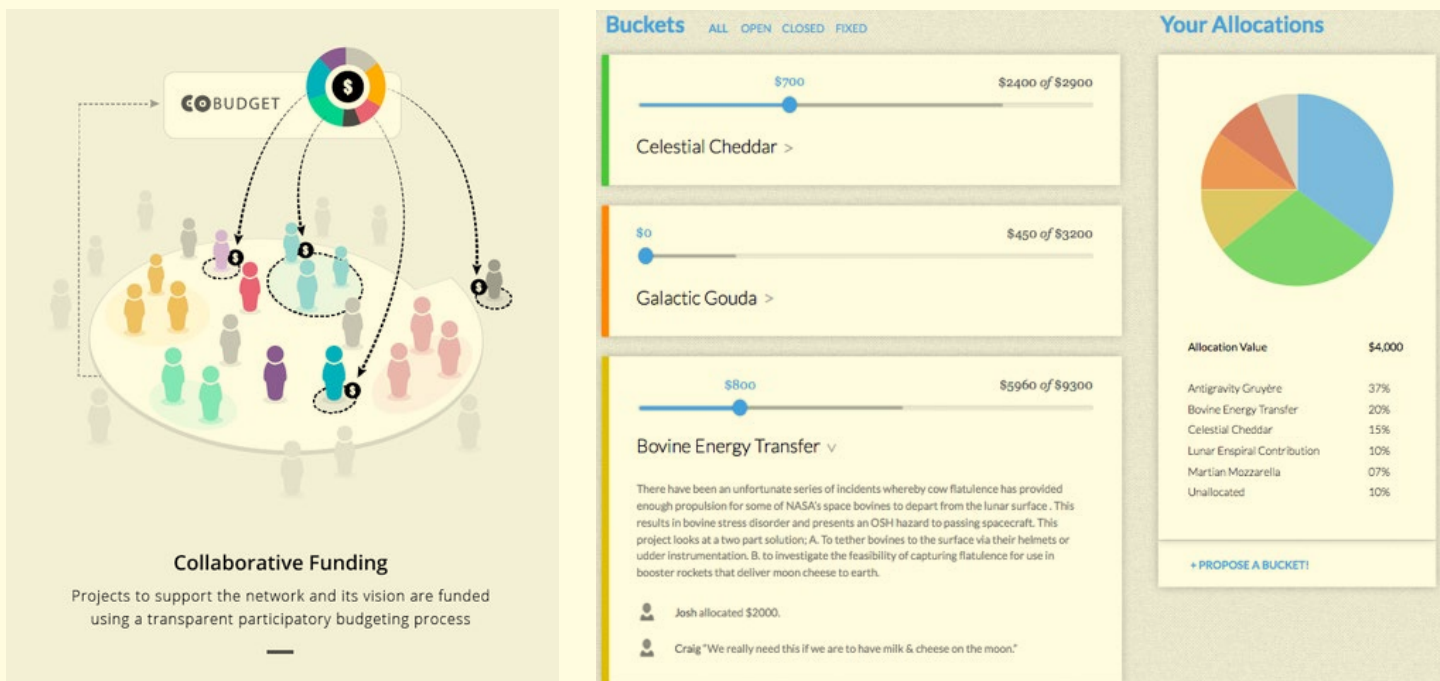 COBUDGET
$
$
$
$
$
Collaborative Funding
Projects to support the network and its vision are funded
using a transparent participatory budgeting process
Buckets ALL OPEN CLOSED FIXED
$700 $2400 of $2900
Celestial Cheddar >
$0 $450 of $3200
Galactic Gouda >
$800 $5960 of $9300
Bovine Energy Transfer v
There have been an unfortunate series of incidents whereby cow flatulence has provided
enough propulsion for some of NASA's space bovines to depart from the lunar surface . This
results in bovine stress disorder and presents an OSH hazard to passing spacecraft. This
project looks at a two part solution; A. To tether bovines to the surface via their helmets or
udder instrumentation. B. to investigate the feasibility of capturing flatulence for use in
booster rockets that deliver moon cheese to earth.
Josh allocated $2000.
Craig "We really need this if we are to have milk & cheese on the moon."
Your Allocations
Allocation Value $4,000
Antigravity Gruyère 37%
Bovine Energy Transfer 20%
Celestial Cheddar 15%
Lunar Enspiral Contribution 10%
Martian Mozzarella 07%
Unallocated 10%
+ PROPOSE A BUCKET!